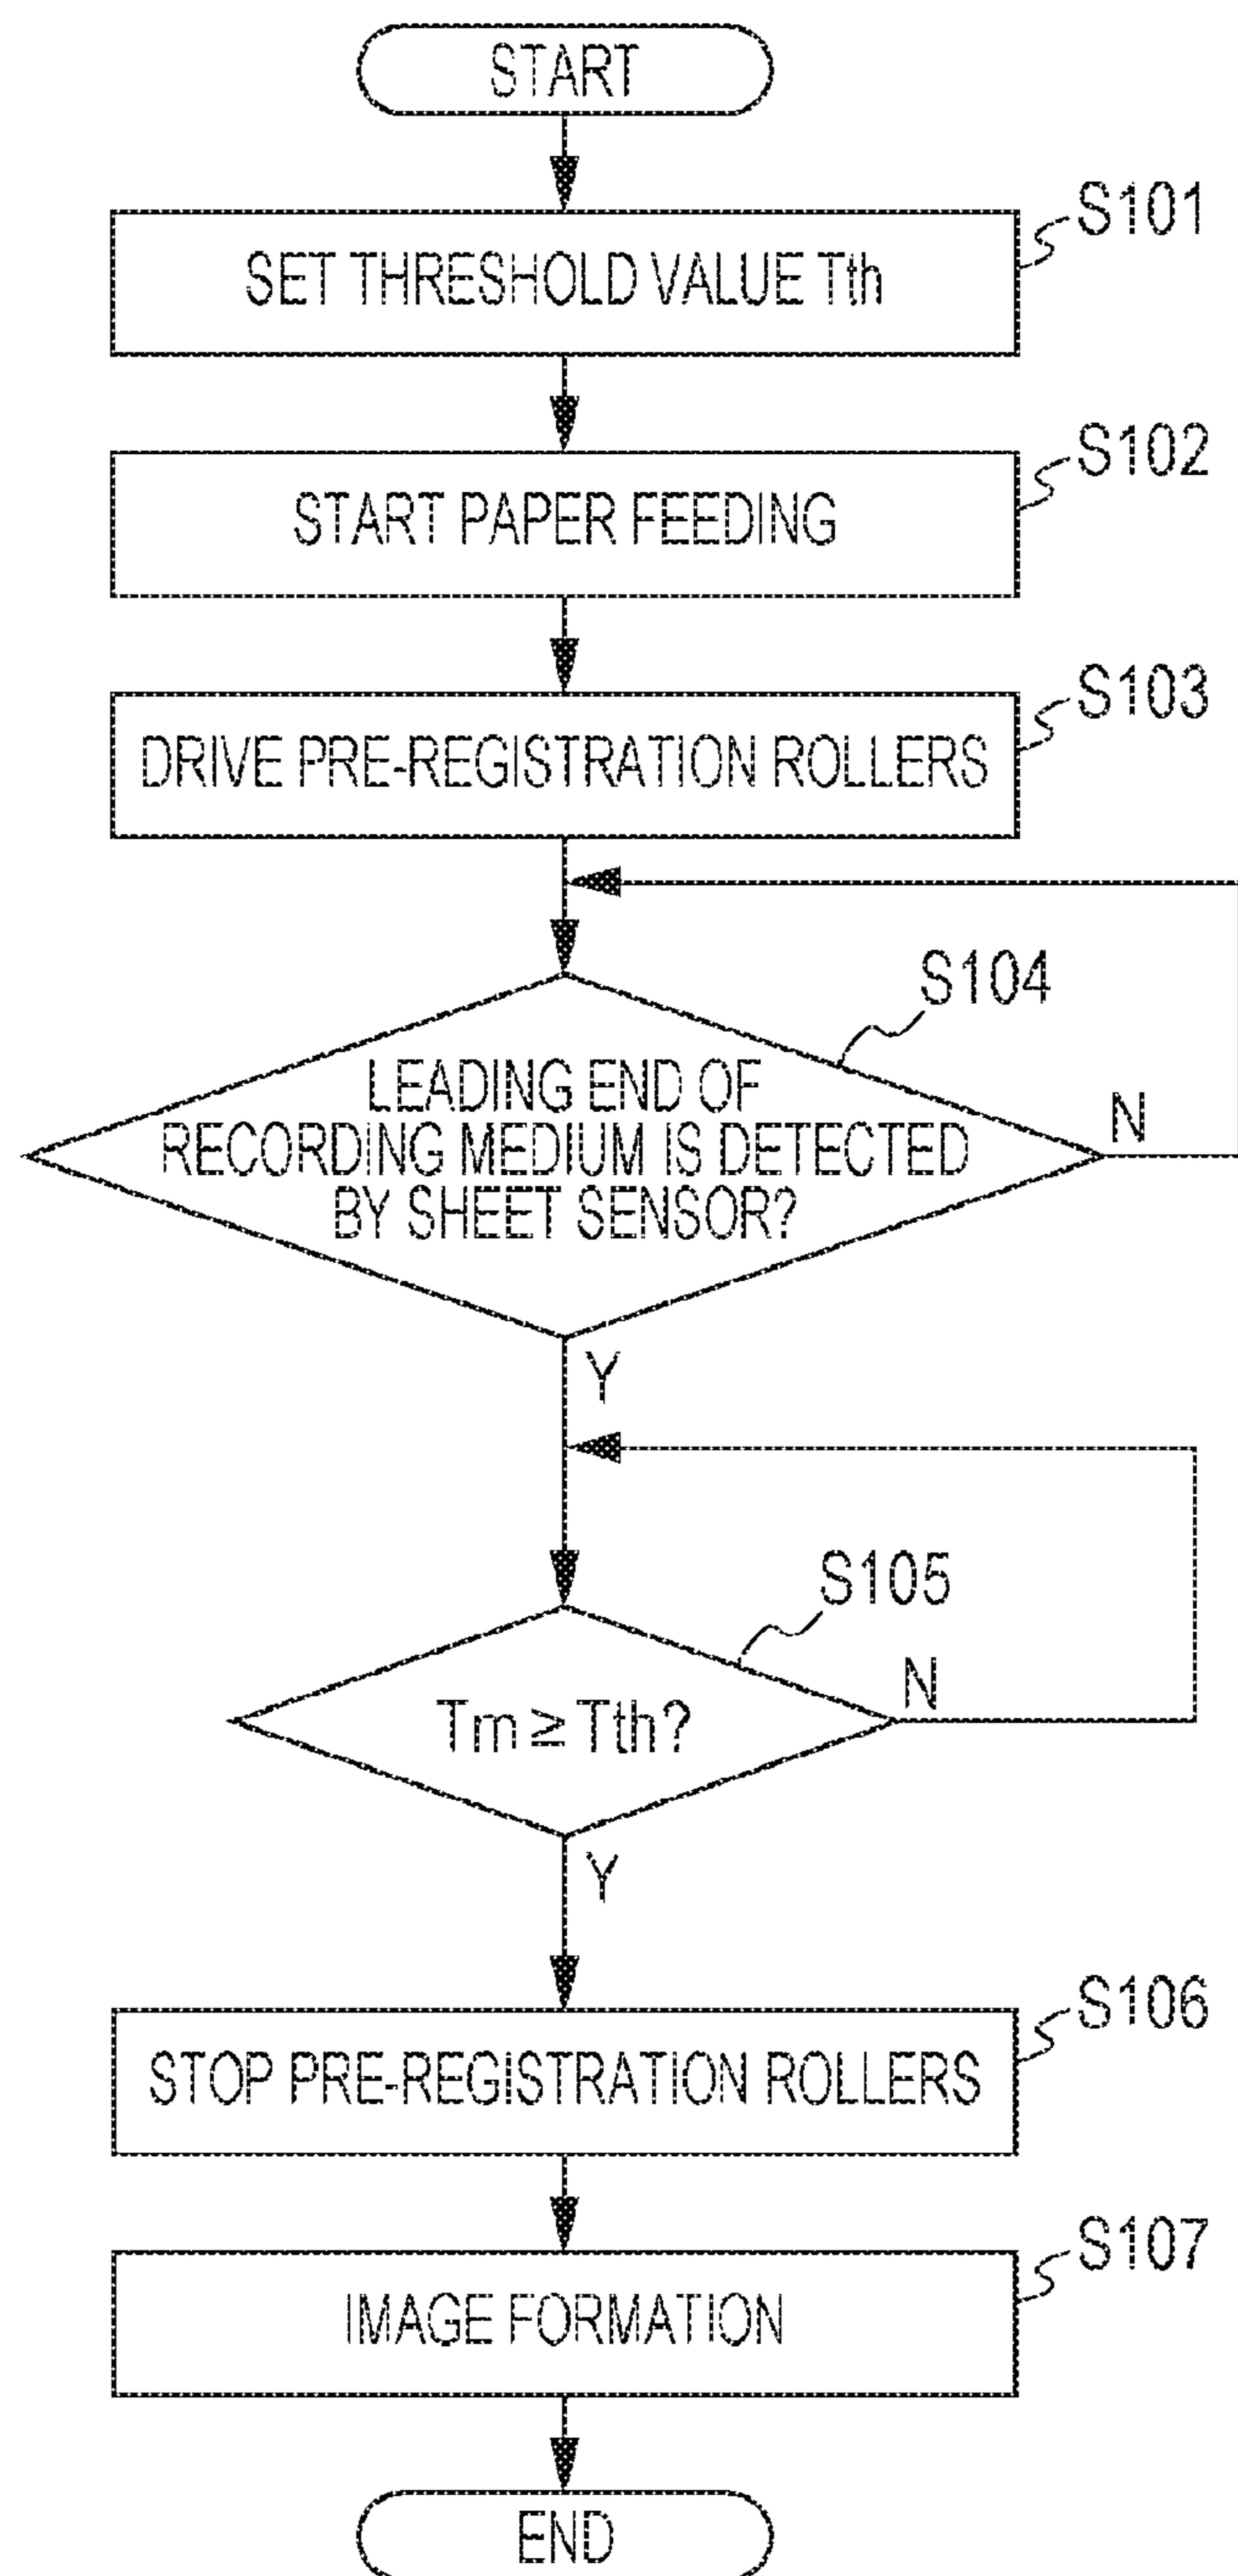 START
S101
SET THRESHOLD VALUE Tth
S102
START PAPER FEEDING
S103
DRIVE PRE-REGISTRATION ROLLERS
S104
LEADING END OF
RECORDING MEDIUM IS DETECTED
BY SHEET SENSOR?
N
Y
S105
Tm ≥ Tth?
N
Y
S106
STOP PRE-REGISTRATION ROLLERS
S107
IMAGE FORMATION
END